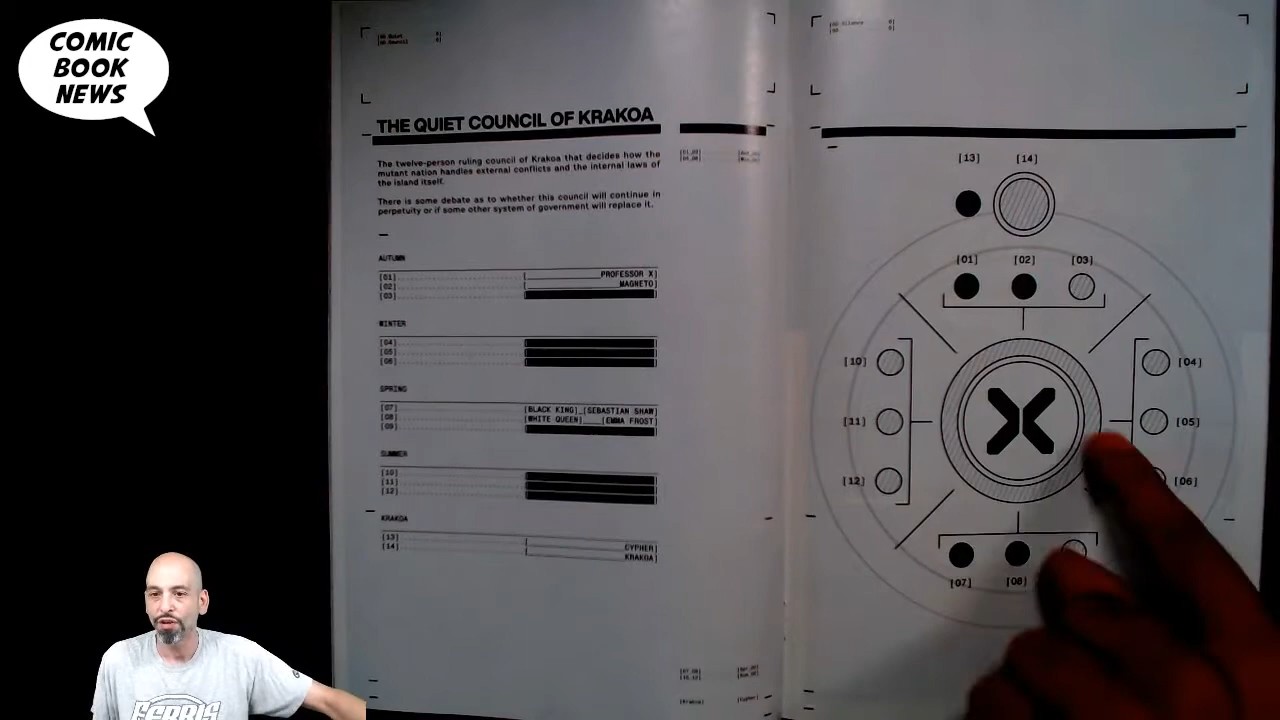 COMIC
BOOK
NEWS
THE QUIET COUNCIL OF KRAKOA
The twelve-person ruling council of Krakoa that decides how the
mutant nation handles external conflicts and the internal laws of
the island itself.
There is some debate as to whether this council will continue in
perpetuity or if some other system of government will replace it.
AUTUMN
[01] [PROFESSOR X]
[02] [MAGNETO]
[03]
WINTER
[04]
[05]
[06]
SPRING
[07] [BLACK KING]_[SEBASTIAN SHAW]
[08] [WHITE QUEEN]____[EMMA FROST]
[09]
SUMMER
[10]
[11]
[12]
KRAKOA
[13] CYPHER]
[14] KRAKOA]
[Krakoa] [Cypher]
[13] [14]
[01] [02] [03]
[10] [04]
[11] [05]
[12] [06]
[07] [08]
FERRIS